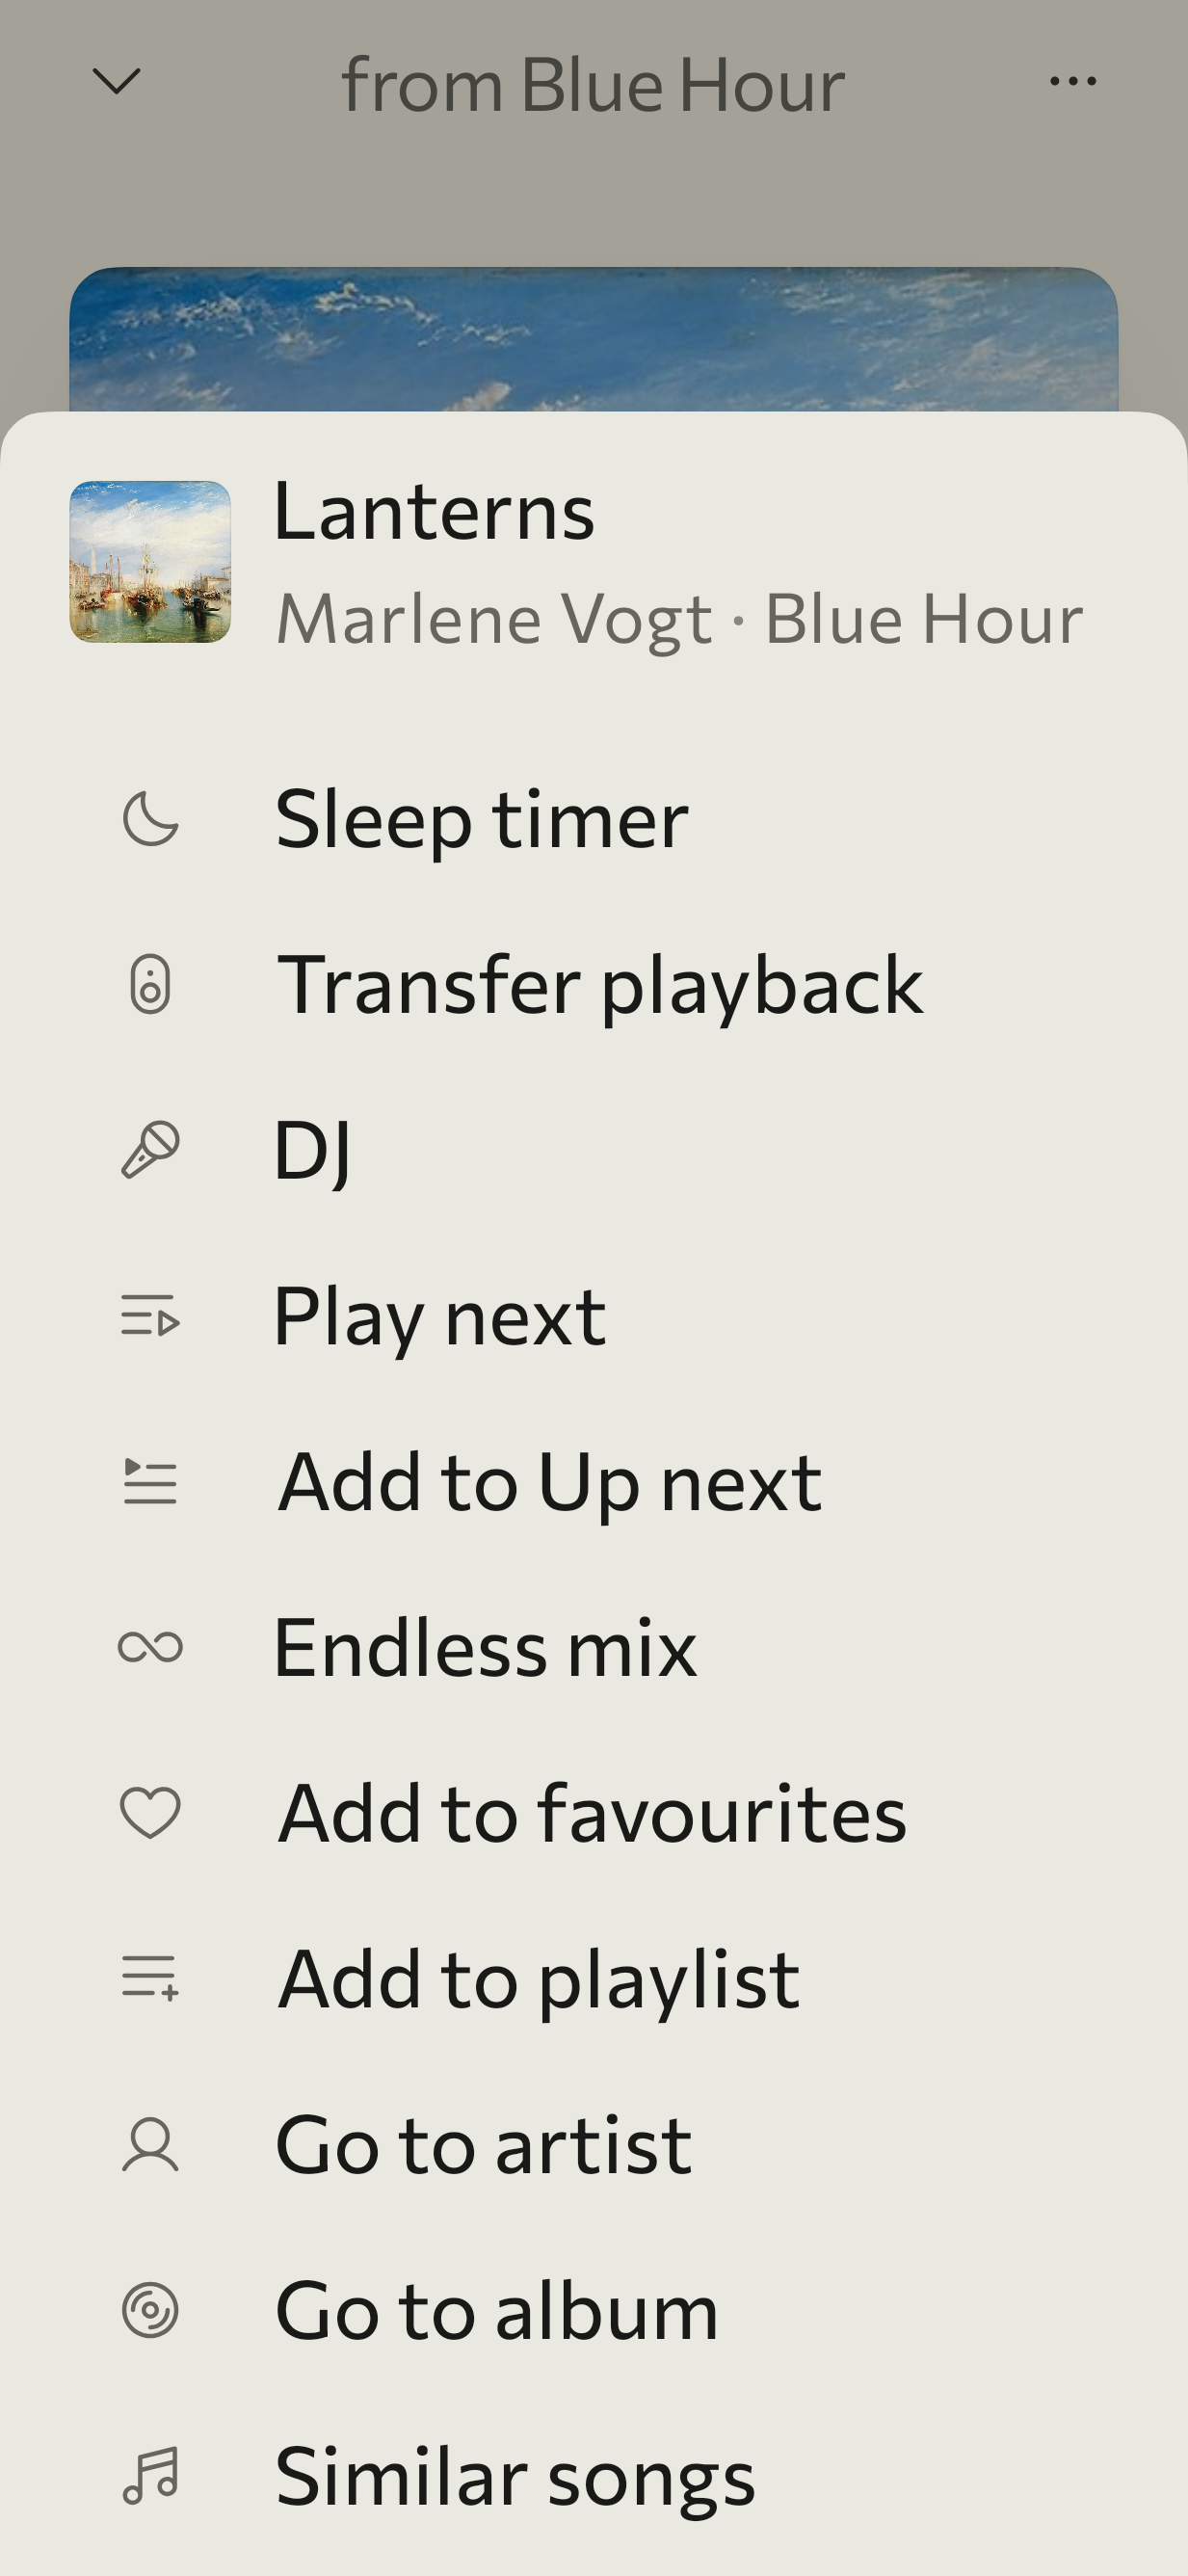 from Blue Hour
Lanterns
Marlene Vogt · Blue Hour
Sleep timer
Transfer playback
DJ
Play next
Add to Up next
Endless mix
Add to favourites
Add to playlist
Go to artist
Go to album
Similar songs